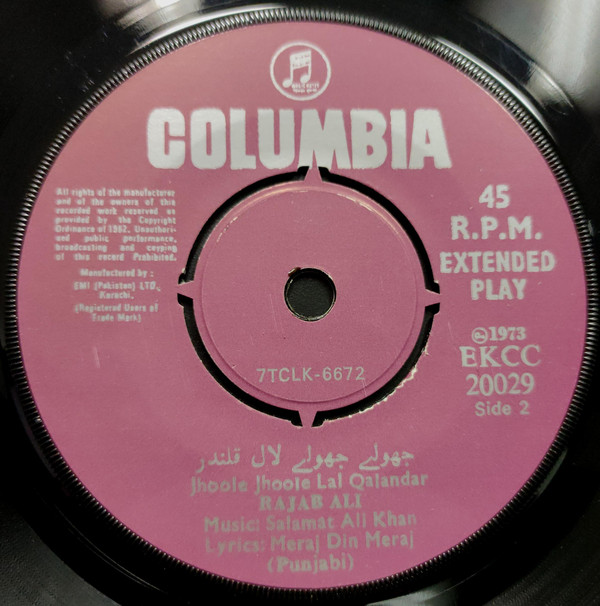 COLUMBIA
All rights of the manufacturer
and of the owners of this
recorded work reserved as
provided by the Copyright
Ordinance of 1962. Unauthori-
and public performance,
broadcasting and copying
of this record Prohibited.
Manufactured by :
EMI (Pakistan) LTD.,
Karachi.
(Registered Users of
Trade Mark)
45
R.P.M.
EXTENDED
PLAY
℗1973
EKCC
20029
Side 2
7TCLK-6672
جھولے جھولے لال قلندر
Jhoole Jhoole Lal Qalandar
RAJAB ALI
Music: Salamat Ali Khan
Lyrics: Meraj Din Meraj
(Punjabi)